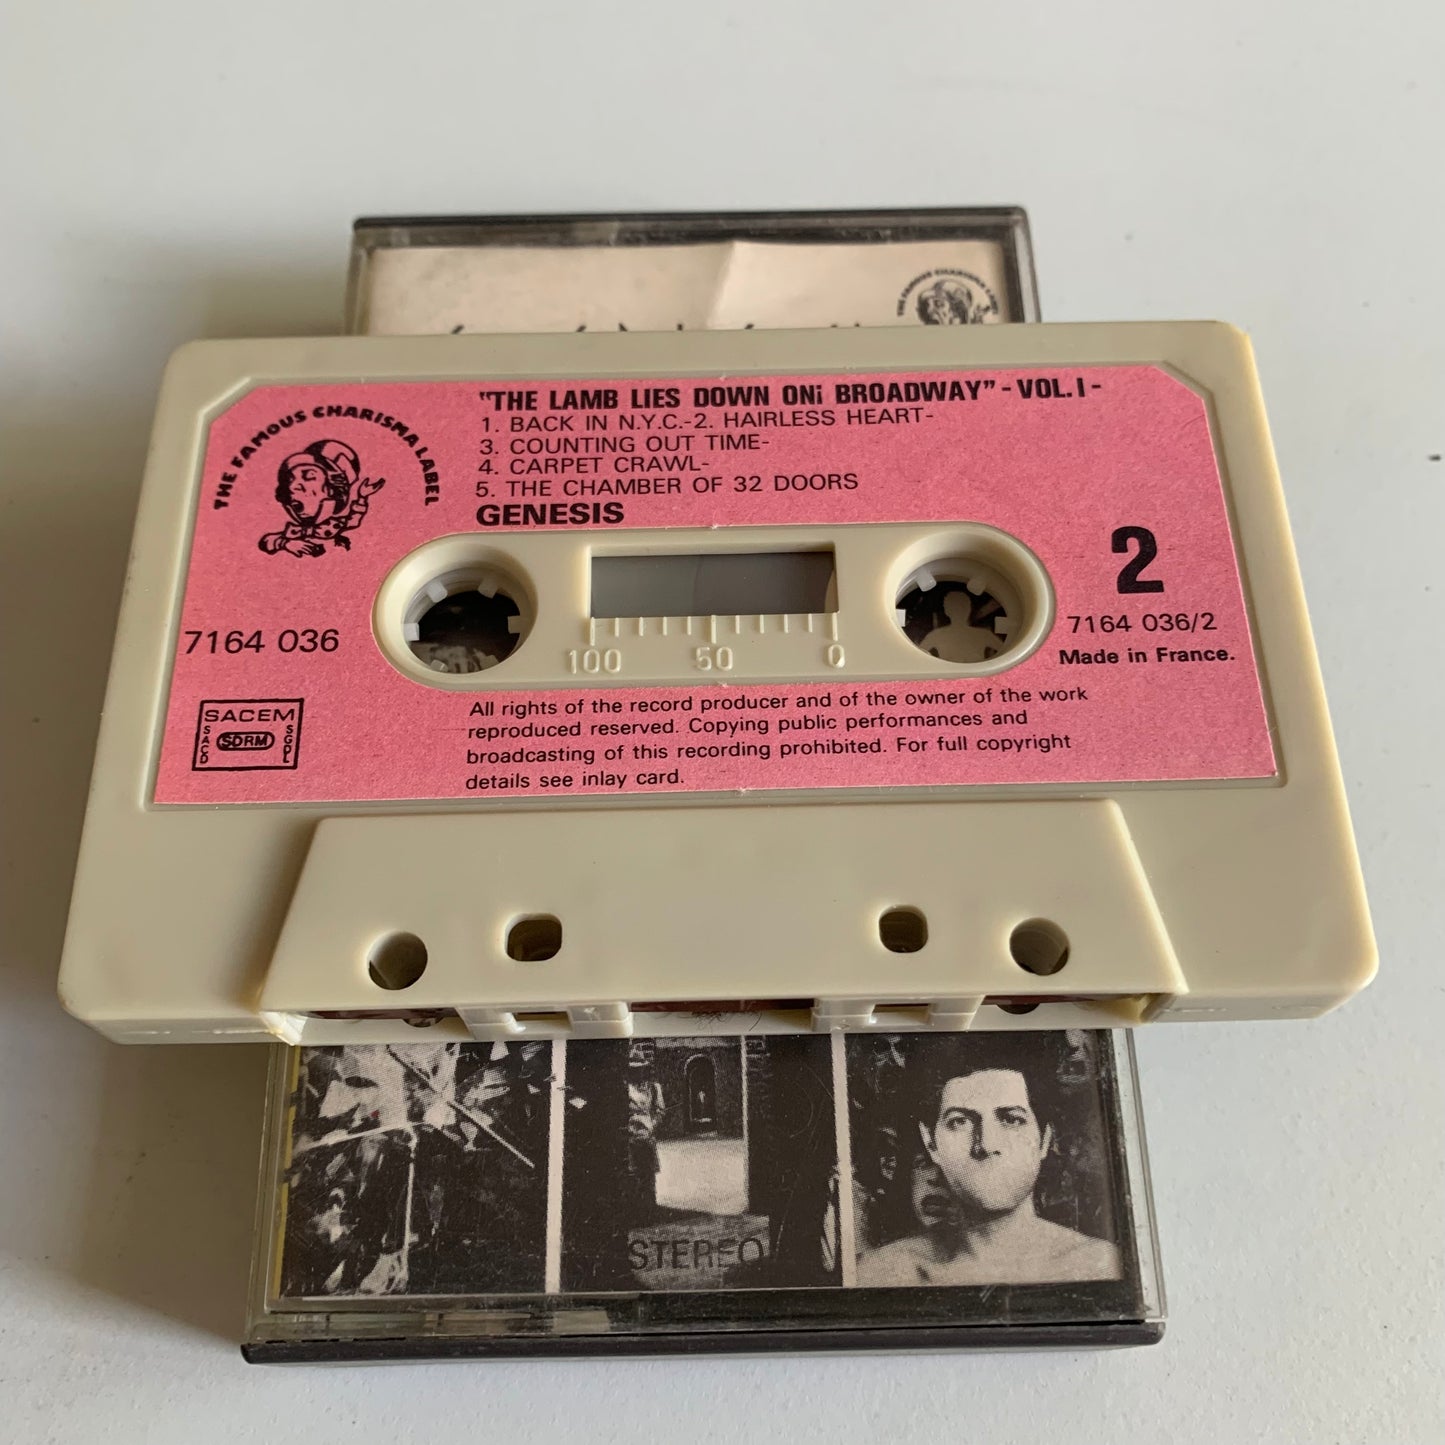 THE FAMOUS CHARISMA LABEL
THE FAMOUS CHARISMA LABEL
"THE LAMB LIES DOWN ONi BROADWAY" - VOL.I -
1. BACK IN N.Y.C.-2. HAIRLESS HEART-
3. COUNTING OUT TIME-
4. CARPET CRAWL-
5. THE CHAMBER OF 32 DOORS
GENESIS
2
7164 036
7164 036/2
Made in France.
100 50 0
SACEM
SACD SDRM SGDL
All rights of the record producer and of the owner of the work
reproduced reserved. Copying public performances and
broadcasting of this recording prohibited. For full copyright
details see inlay card.
STEREO